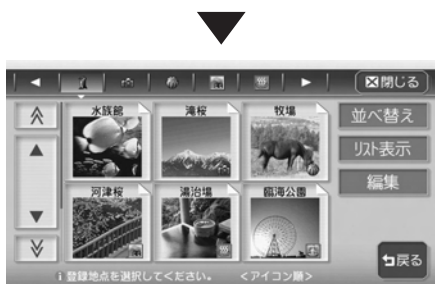 閉じる
水族館
滝桜
牧場
並べ替え
リスト表示
河津桜
湯治場
臨海公園
編集
戻る
登録地点を選択してください。 <アイコン順>